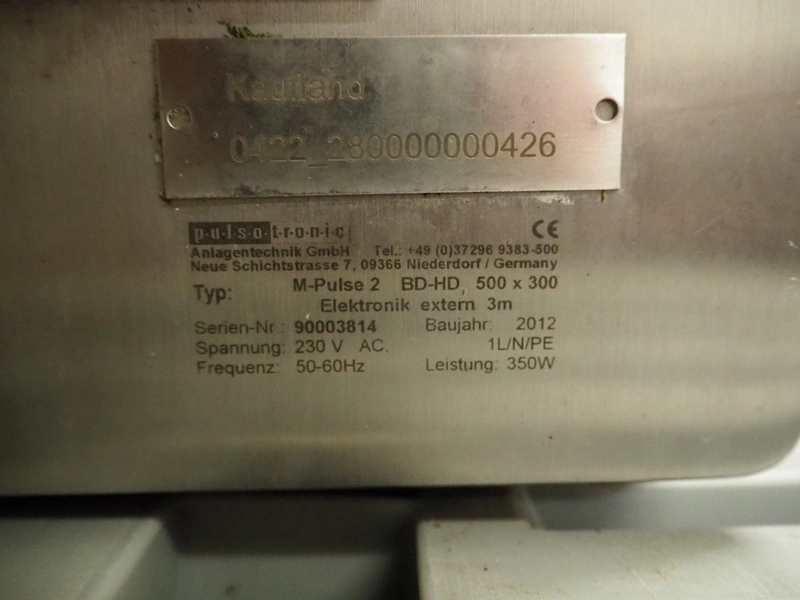 Kaufland
0422_280000000426
p-u-l-s-o-t-r-o-n-i-c CE
Anlagentechnik GmbH Tel.: +49 (0)37296 9383-500
Neue Schichtstrasse 7, 09366 Niederdorf / Germany
Typ: M-Pulse 2 BD-HD, 500 x 300
Elektronik extern 3m
Serien-Nr.: 90003814 Baujahr: 2012
Spannung: 230 V AC. 1L/N/PE
Frequenz: 50-60Hz Leistung: 350W